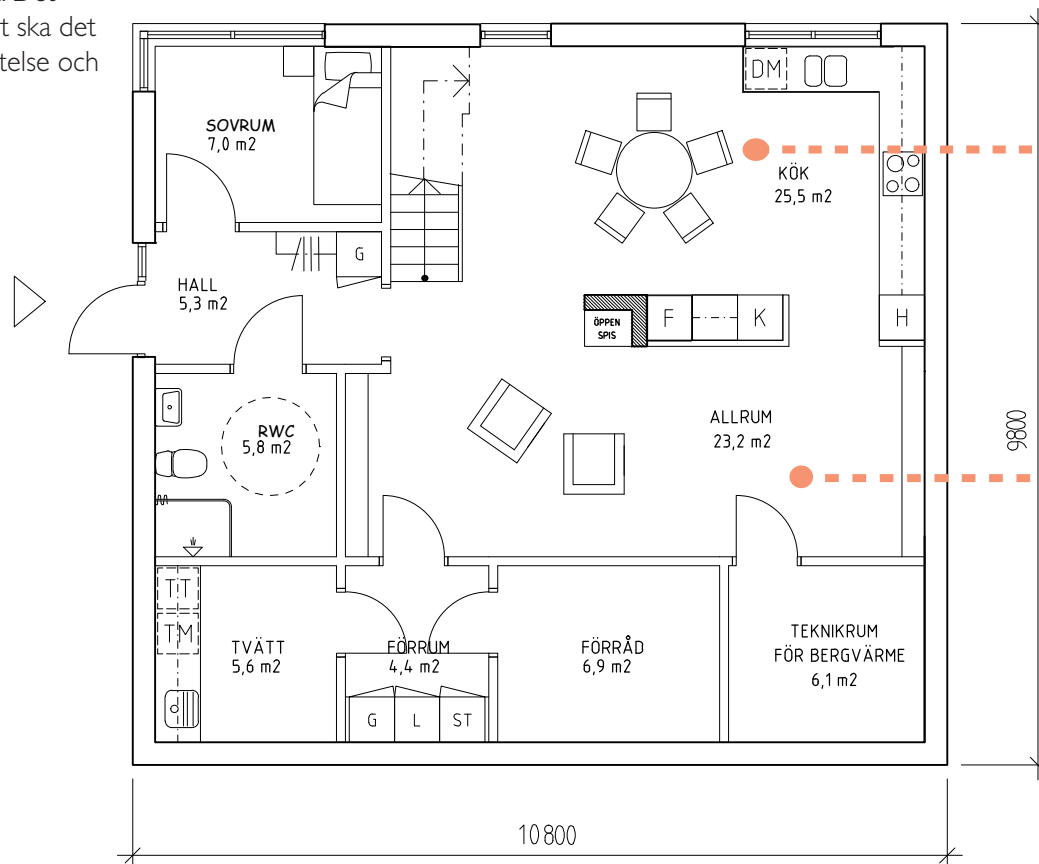 t ska det
telse och
SOVRUM
7,0 m2
DM
KÖK
25,5 m2
G
HALL
5,3 m2
ÖPPEN
SPIS
F
K
H
ALLRUM
23,2 m2
RWC
5,8 m2
9800
TT
TM
TVÄTT
5,6 m2
FÖRRUM
4,4 m2
G
L
ST
FÖRRÅD
6,9 m2
TEKNIKRUM
FÖR BERGVÄRME
6,1 m2
10800